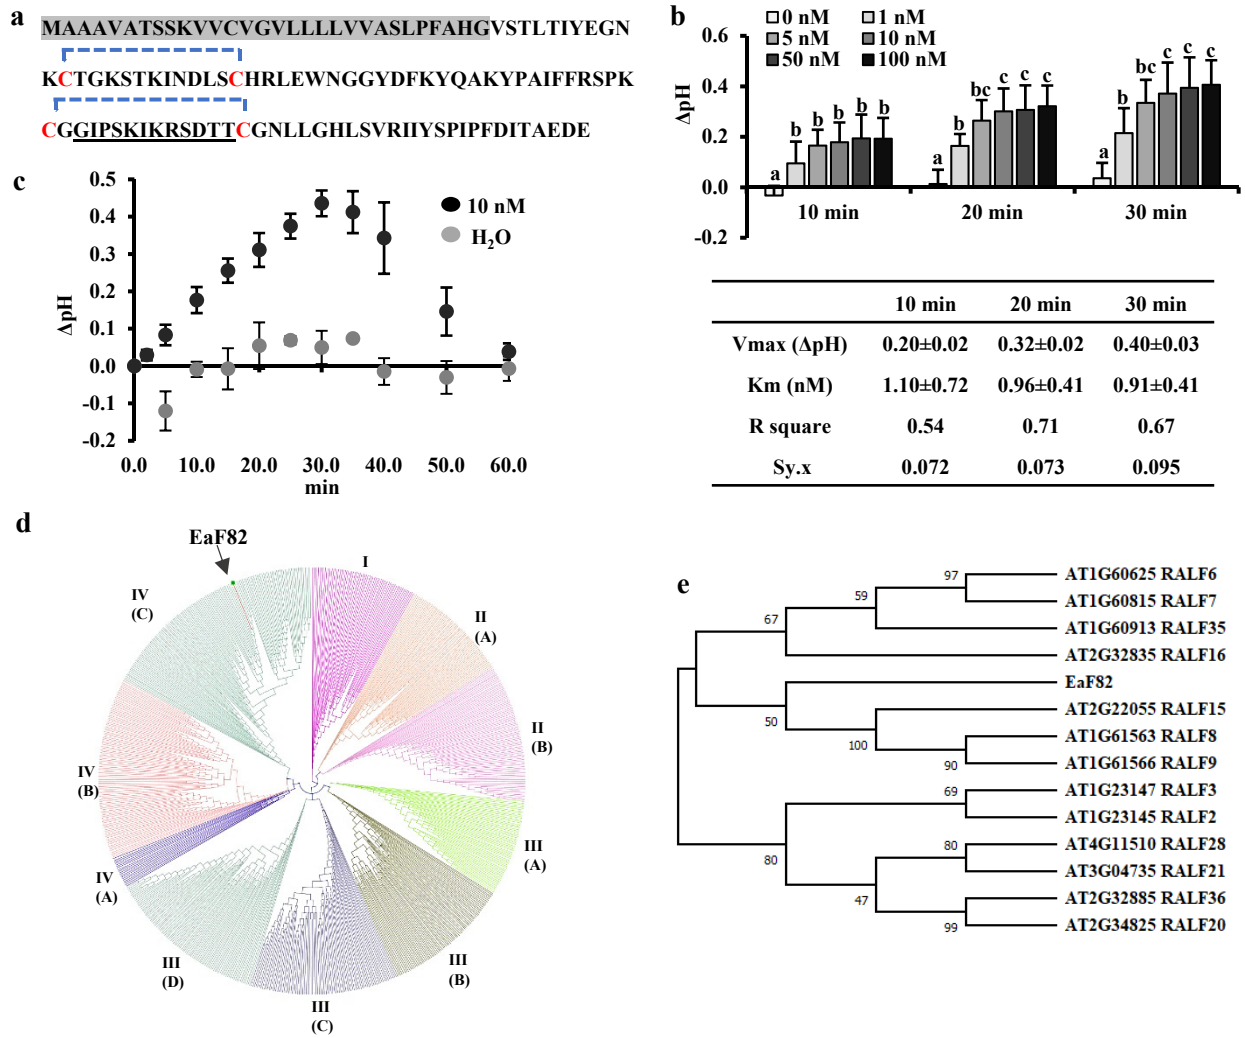 a
MAAAVATSSKVVCVGVLLLLVVASLPFAHGVSTLTIYEGN
KCTGKSTKINDLSCHRLEWNGGYDFKYQAKYPAIFFRSPK
CGGIPSKIKRSDTTCGNLLGHLSVRIIYSPIPFDITAEDE
b
0 nM 1 nM
5 nM 10 nM
50 nM 100 nM
0.6
0.4
0.2
0.0
-0.2
ΔpH
a b b b b b
a b bc c c c
a b bc c c c
10 min 20 min 30 min
10 min 20 min 30 min
Vmax (ΔpH) 0.20±0.02 0.32±0.02 0.40±0.03
Km (nM) 1.10±0.72 0.96±0.41 0.91±0.41
R square 0.54 0.71 0.67
Sy.x 0.072 0.073 0.095
c
0.5
0.4
0.3
0.2
0.1
0.0
-0.1
-0.2
ΔpH
10 nM
H2O
0.0 10.0 20.0 30.0 40.0 50.0 60.0
min
d
EaF82
I
II
(A)
II
(B)
III
(A)
III
(B)
III
(C)
III
(D)
IV
(A)
IV
(B)
IV
(C)
e
97
59
67
50
100
90
69
80
80
47
99
AT1G60625 RALF6
AT1G60815 RALF7
AT1G60913 RALF35
AT2G32835 RALF16
EaF82
AT2G22055 RALF15
AT1G61563 RALF8
AT1G61566 RALF9
AT1G23147 RALF3
AT1G23145 RALF2
AT4G11510 RALF28
AT3G04735 RALF21
AT2G32885 RALF36
AT2G34825 RALF20